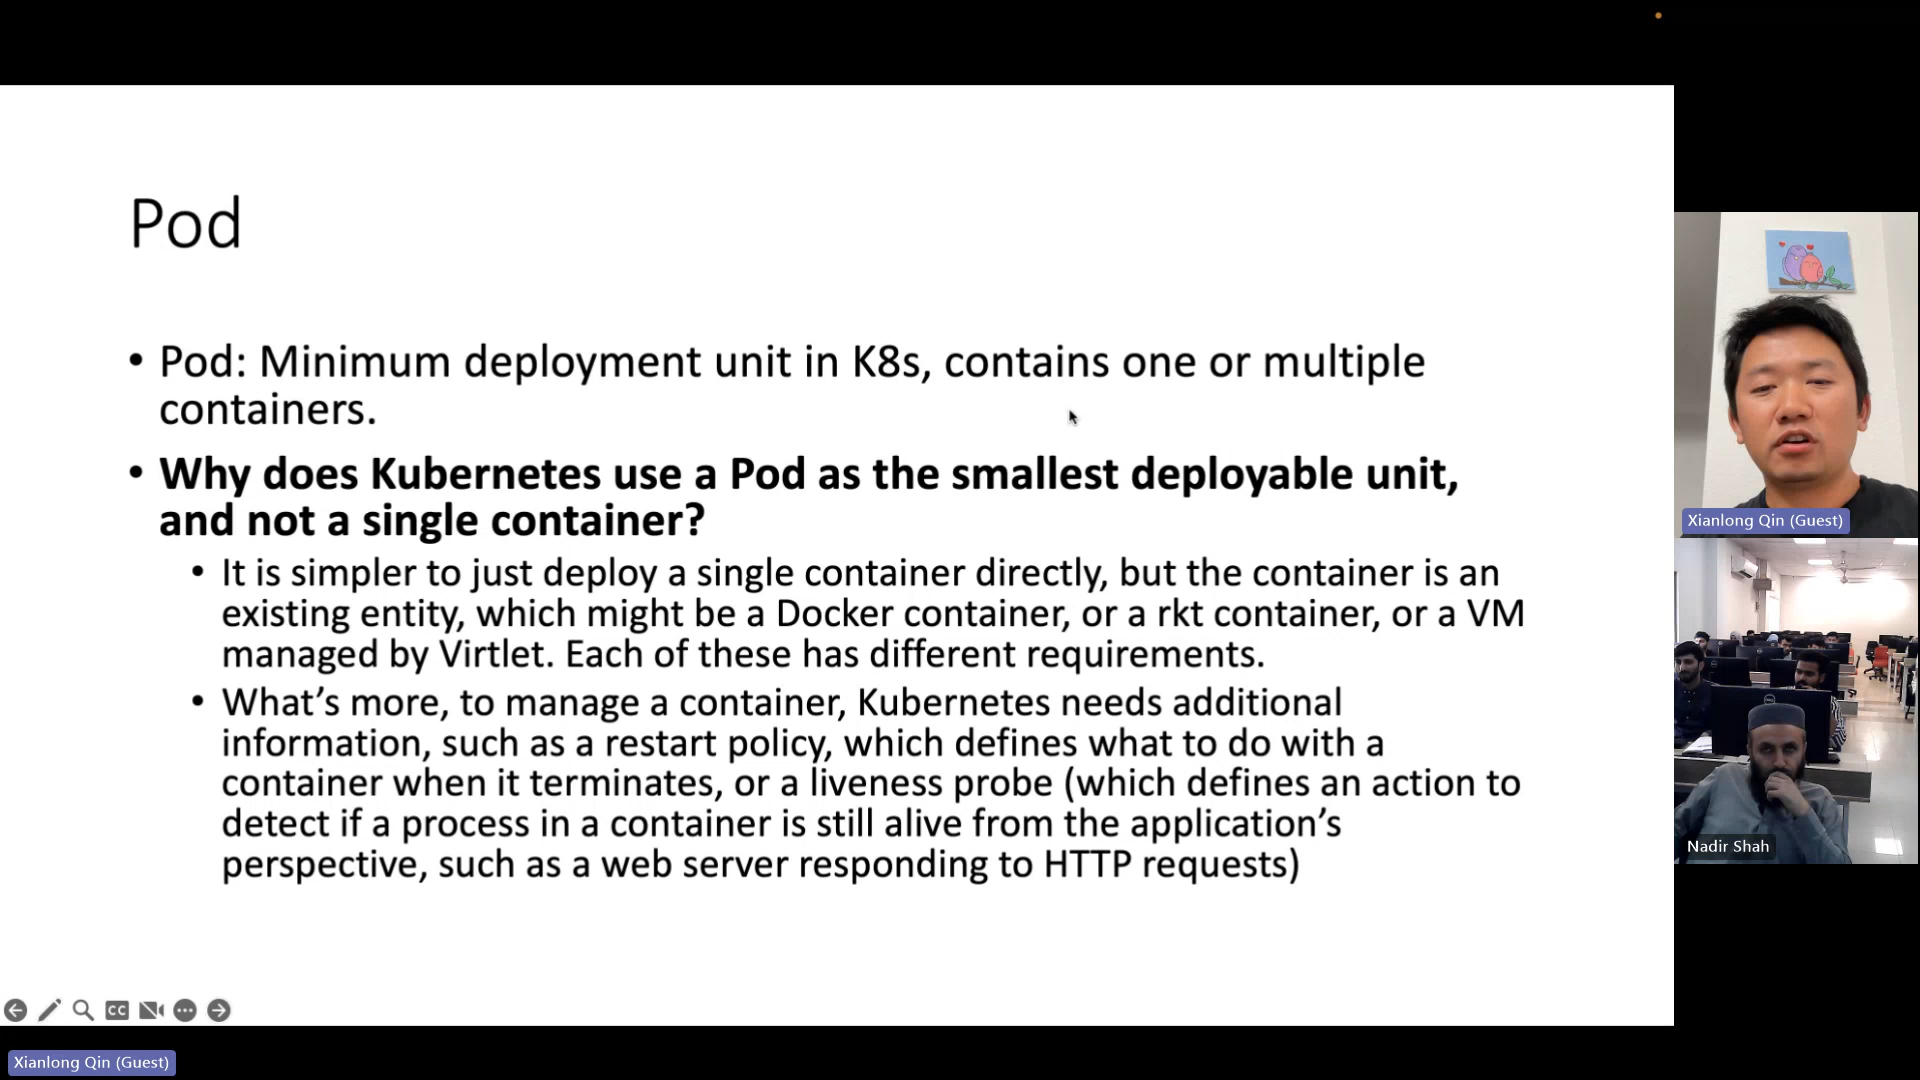 Pod
• Pod: Minimum deployment unit in K8s, contains one or multiple
containers.
• Why does Kubernetes use a Pod as the smallest deployable unit,
and not a single container?
• It is simpler to just deploy a single container directly, but the container is an
existing entity, which might be a Docker container, or a rkt container, or a VM
managed by Virtlet. Each of these has different requirements.
• What’s more, to manage a container, Kubernetes needs additional
information, such as a restart policy, which defines what to do with a
container when it terminates, or a liveness probe (which defines an action to
detect if a process in a container is still alive from the application’s
perspective, such as a web server responding to HTTP requests)
CC
Xianlong Qin (Guest)
Nadir Shah
Xianlong Qin (Guest)